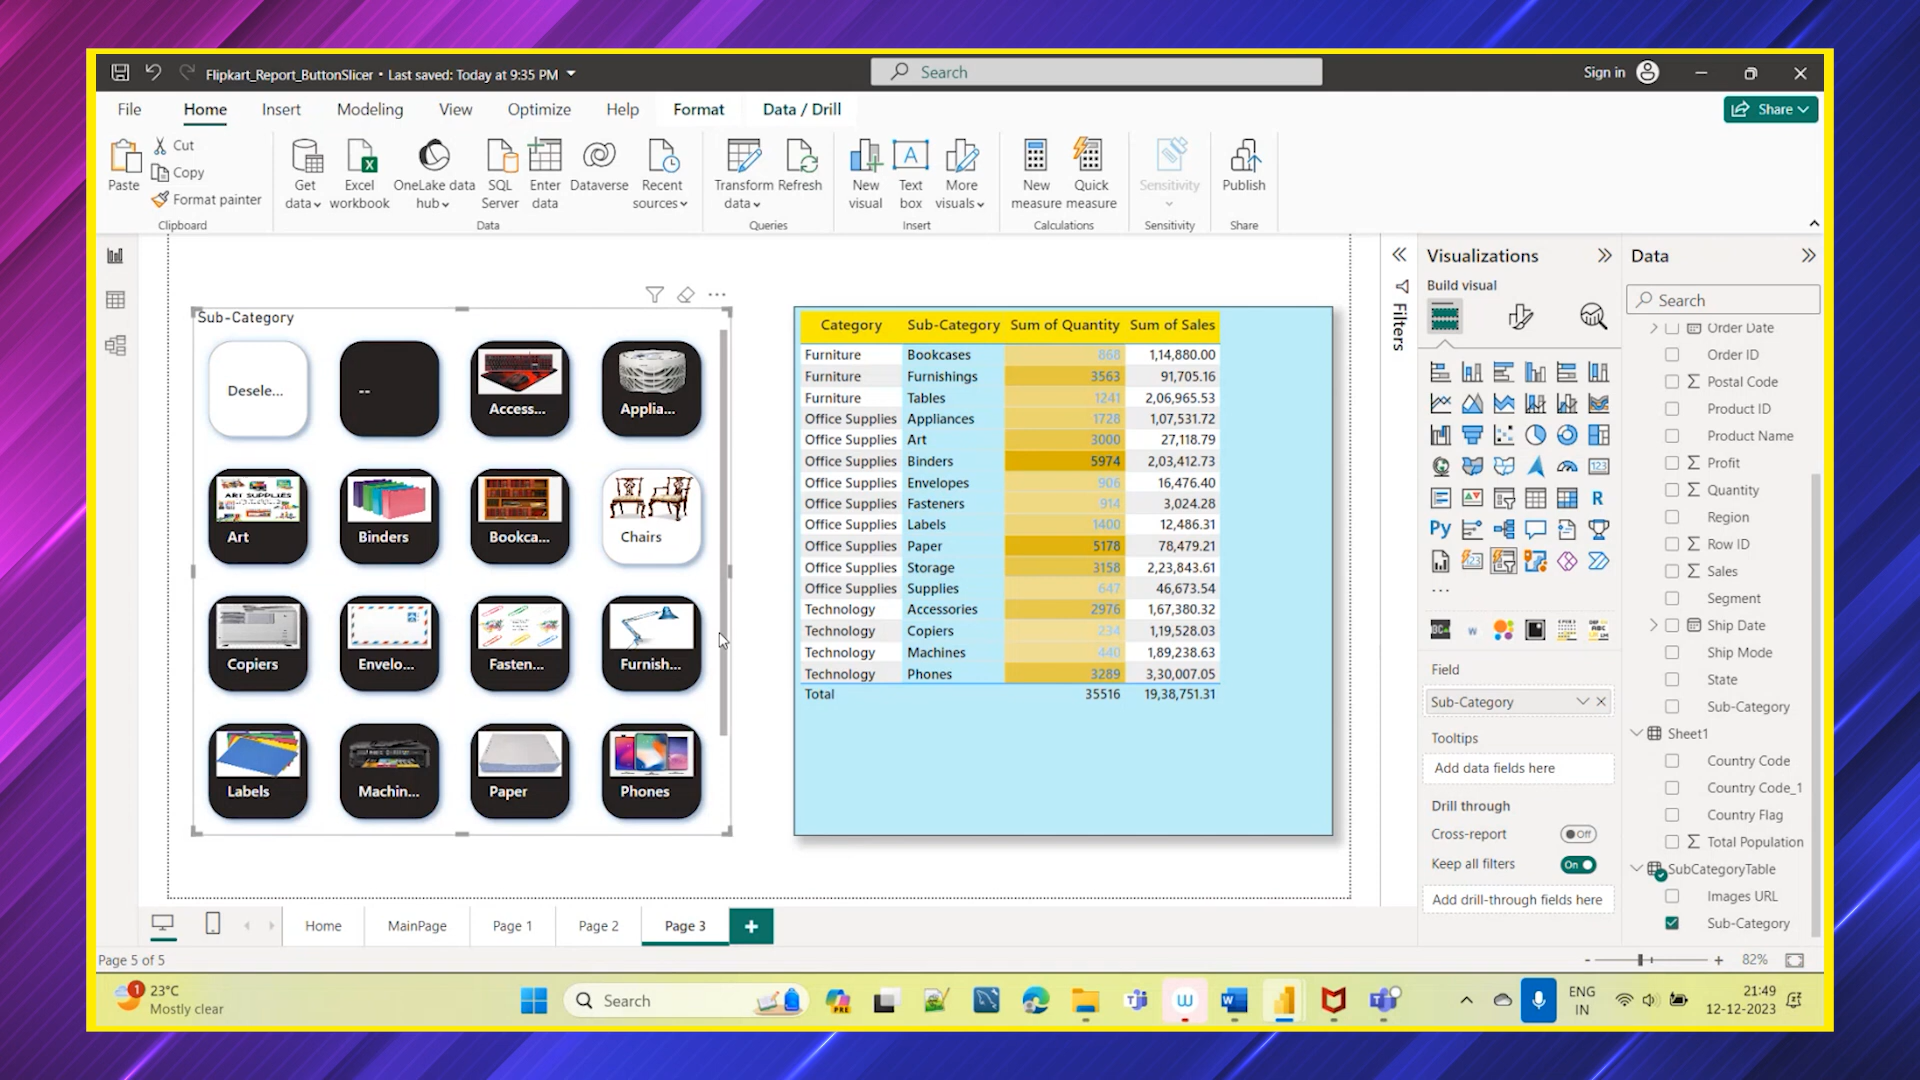 Flipkart_Report_ButtonSlicer • Last saved: Today at 9:35 PM
Search
Sign in
File Home Insert Modeling View Optimize Help Format Data / Drill
Share
Paste
Cut
Copy
Format painter
Clipboard
Get data
Excel workbook
OneLake data hub
SQL Server
Enter data
Dataverse
Recent sources
Data
Transform data
Refresh
Queries
New visual
Text box
More visuals
Insert
New measure
Quick measure
Calculations
Sensitivity
Sensitivity
Publish
Share
Sub-Category
Desele...
--
Access...
Applia...
ART SUPPLIES
Art
Binders
Bookca...
Chairs
Copiers
Envelo...
Fasten...
Furnish...
Labels
Machin...
Paper
Phones
Category Sub-Category Sum of Quantity Sum of Sales
Furniture Bookcases 868 1,14,880.00
Furniture Furnishings 3563 91,705.16
Furniture Tables 1241 2,06,965.53
Office Supplies Appliances 1728 1,07,531.72
Office Supplies Art 3000 27,118.79
Office Supplies Binders 5974 2,03,412.73
Office Supplies Envelopes 906 16,476.40
Office Supplies Fasteners 914 3,024.28
Office Supplies Labels 1400 12,486.31
Office Supplies Paper 5178 78,479.21
Office Supplies Storage 3158 2,23,843.61
Office Supplies Supplies 647 46,673.54
Technology Accessories 2976 1,67,380.32
Technology Copiers 234 1,19,528.03
Technology Machines 440 1,89,238.63
Technology Phones 3289 3,30,007.05
Total 35516 19,38,751.31
Filters
Visualizations
Build visual
R
Py
123
Field
Sub-Category
Tooltips
Add data fields here
Drill through
Cross-report
Off
Keep all filters
On
Add drill-through fields here
Data
Search
Order Date
Order ID
Postal Code
Product ID
Product Name
Profit
Quantity
Region
Row ID
Sales
Segment
Ship Date
Ship Mode
State
Sub-Category
Sheet1
Country Code
Country Code_1
Country Flag
Total Population
SubCategoryTable
Images URL
Sub-Category
Home MainPage Page 1 Page 2 Page 3 +
Page 5 of 5
- + 82%
1
23°C
Mostly clear
Search
PRE
ENG
IN
21:49
12-12-2023